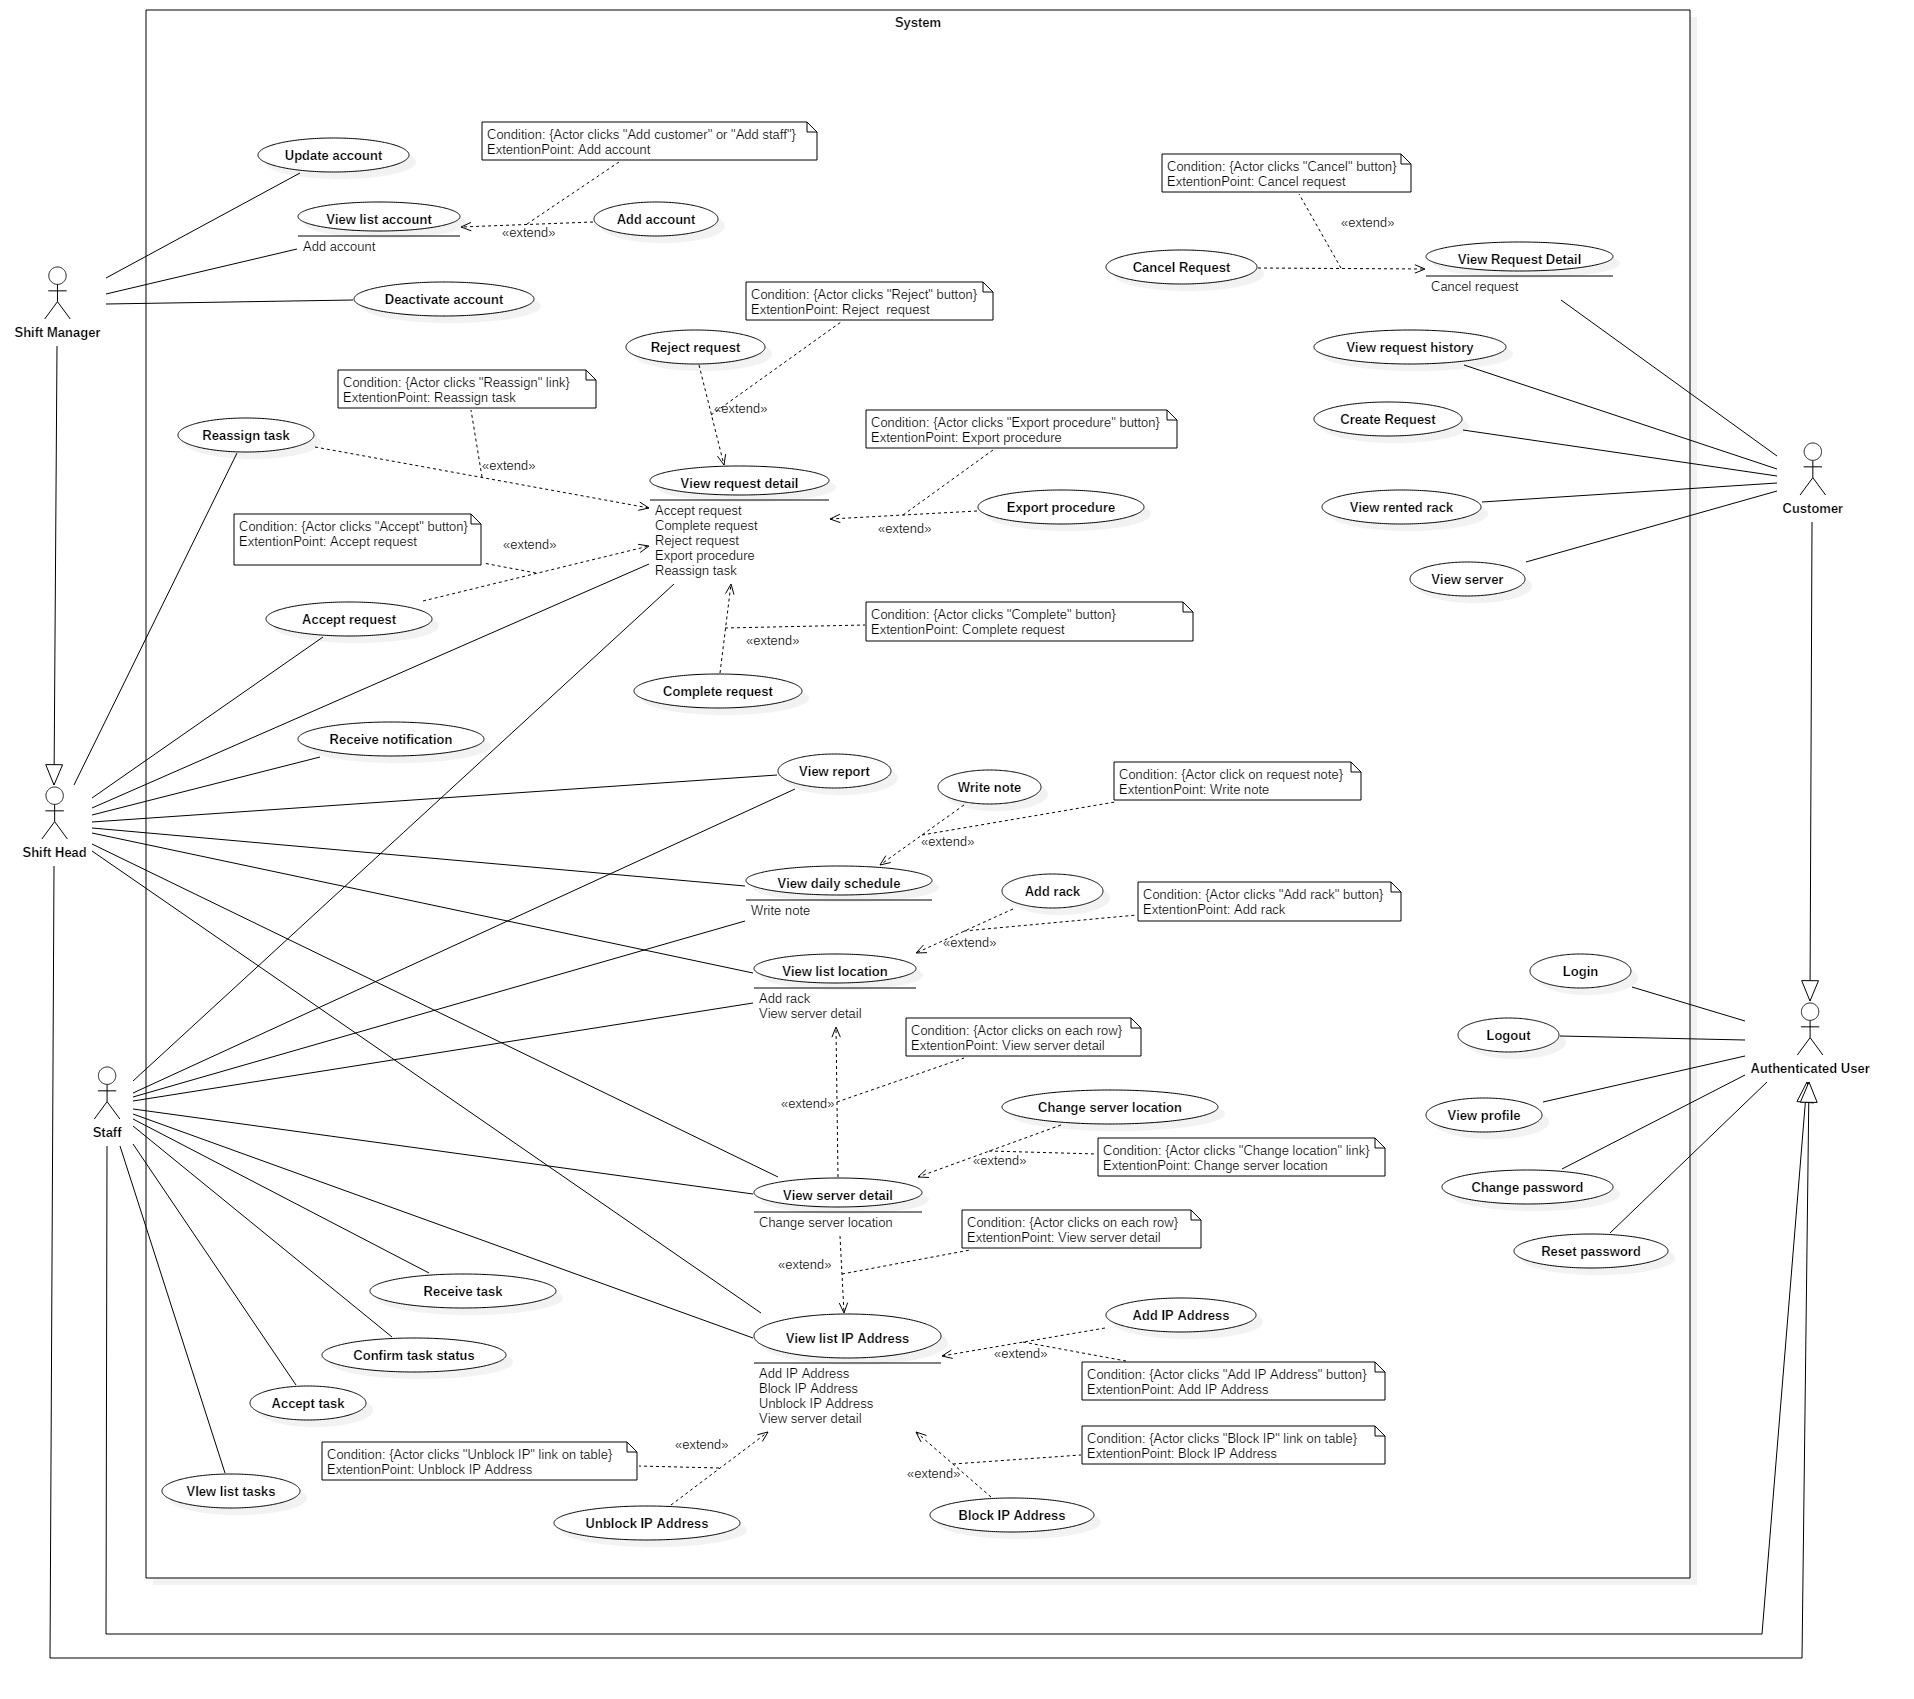 System
Condition: {Actor clicks "Add customer" or "Add staff"}
ExtentionPoint: Add account
Update account
Condition: {Actor clicks "Cancel" button}
ExtentionPoint: Cancel request
View list account
Add account
«extend»
Add account
«extend»
Cancel Request
View Request Detail
Cancel request
Deactivate account
Condition: {Actor clicks "Reject" button}
ExtentionPoint: Reject  request
Shift Manager
Reject request
View request history
Condition: {Actor clicks "Reassign" link}
ExtentionPoint: Reassign task
«extend»
Condition: {Actor clicks "Export procedure" button}
ExtentionPoint: Export procedure
Create Request
Reassign task
«extend»
View request detail
Accept request
Complete request
Reject request
Export procedure
Reassign task
Export procedure
«extend»
View rented rack
Customer
Condition: {Actor clicks "Accept" button}
ExtentionPoint: Accept request
«extend»
View server
Accept request
Condition: {Actor clicks "Complete" button}
ExtentionPoint: Complete request
«extend»
Complete request
Receive notification
View report
Write note
Condition: {Actor click on request note}
ExtentionPoint: Write note
«extend»
Shift Head
View daily schedule
Write note
Add rack
Condition: {Actor clicks "Add rack" button}
ExtentionPoint: Add rack
«extend»
View list location
Add rack
View server detail
Login
Condition: {Actor clicks on each row}
ExtentionPoint: View server detail
Logout
Authenticated User
«extend»
Change server location
View profile
Staff
Condition: {Actor clicks "Change location" link}
ExtentionPoint: Change server location
«extend»
View server detail
Change server location
Change password
Condition: {Actor clicks on each row}
ExtentionPoint: View server detail
«extend»
Reset password
Receive task
View list IP Address
Add IP Address
Block IP Address
Unblock IP Address
View server detail
Add IP Address
«extend»
Confirm task status
Condition: {Actor clicks "Add IP Address" button}
ExtentionPoint: Add IP Address
Accept task
Condition: {Actor clicks "Unblock IP" link on table}
ExtentionPoint: Unblock IP Address
«extend»
Condition: {Actor clicks "Block IP" link on table}
ExtentionPoint: Block IP Address
«extend»
VIew list tasks
Unblock IP Address
Block IP Address